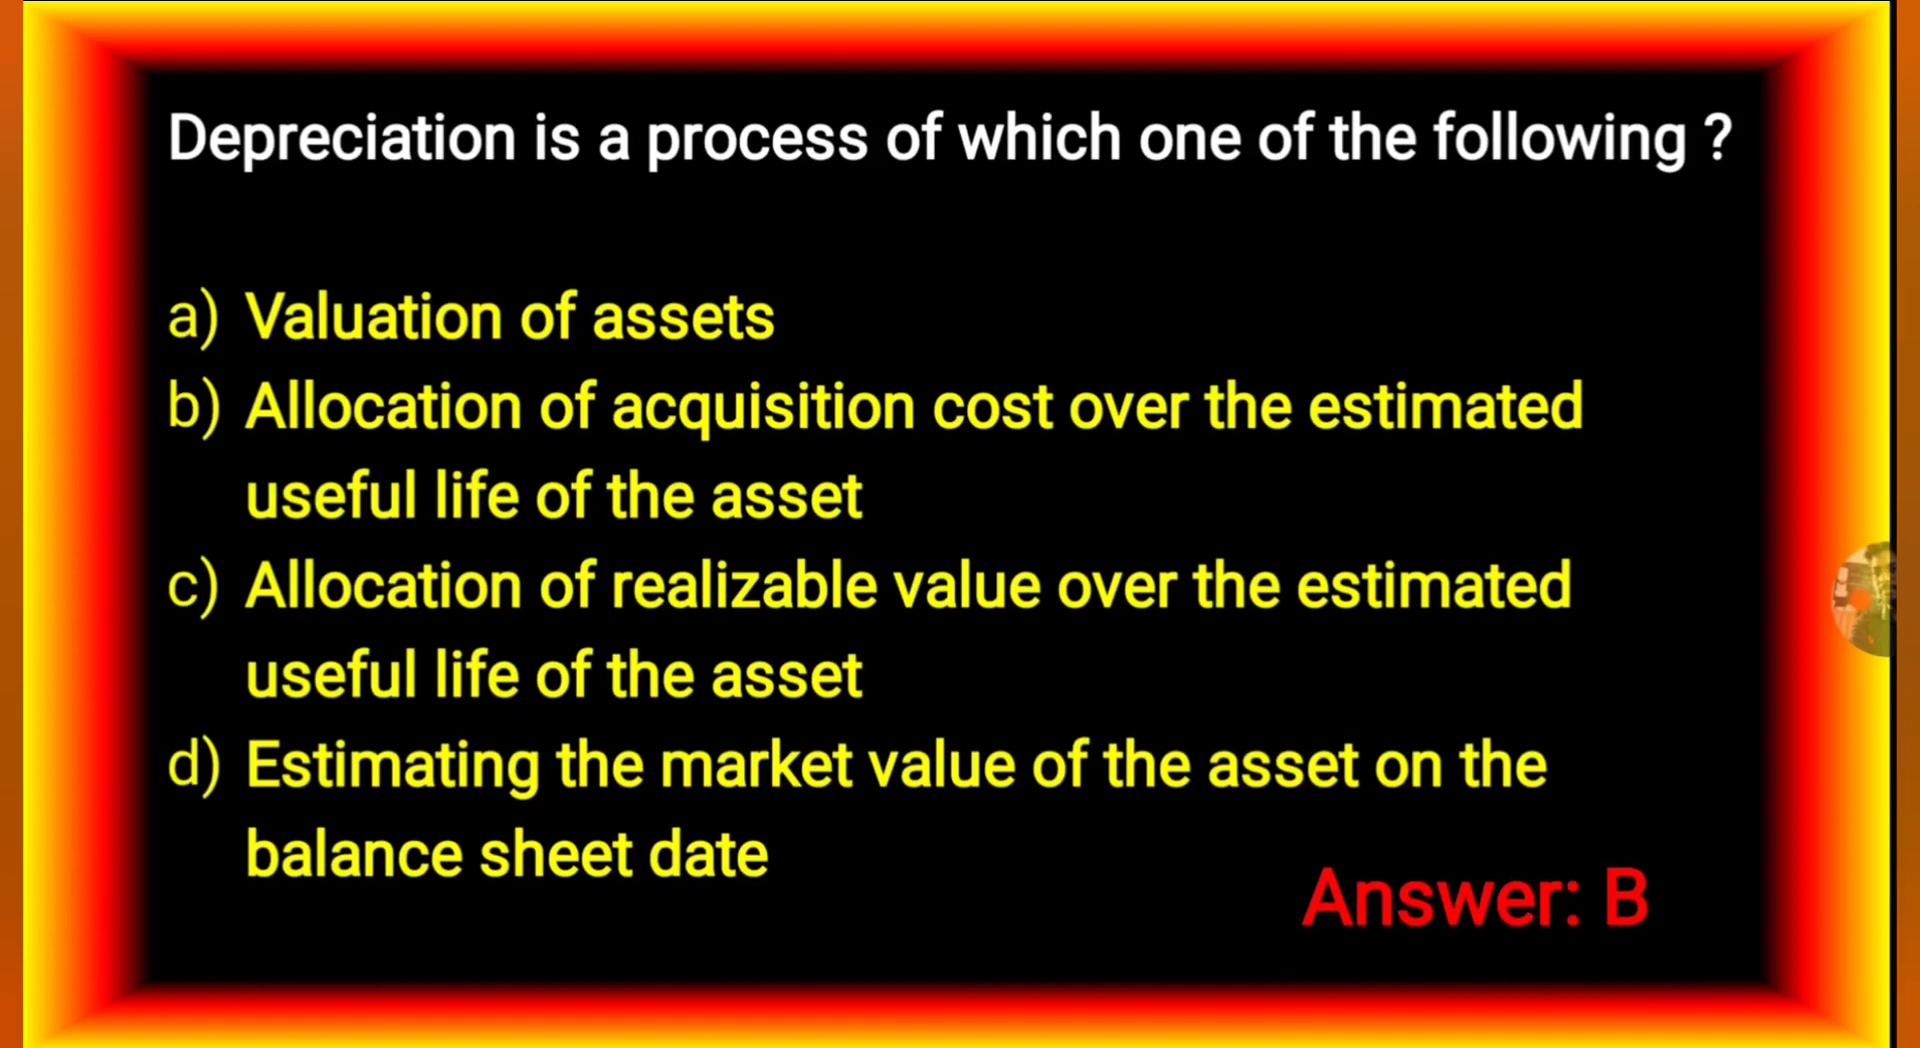 Depreciation is a process of which one of the following ?
a) Valuation of assets
b) Allocation of acquisition cost over the estimated
useful life of the asset
c) Allocation of realizable value over the estimated
useful life of the asset
d) Estimating the market value of the asset on the
balance sheet date
Answer: B